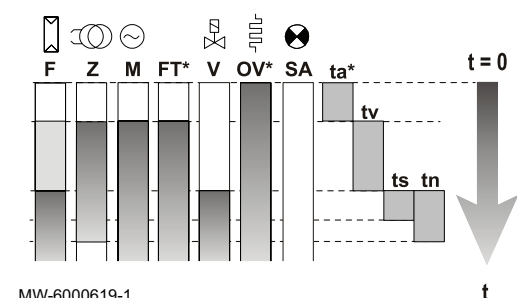 F Z M FT* V OV* SA ta* t = 0
tv
ts tn
MW-6000619-1 t